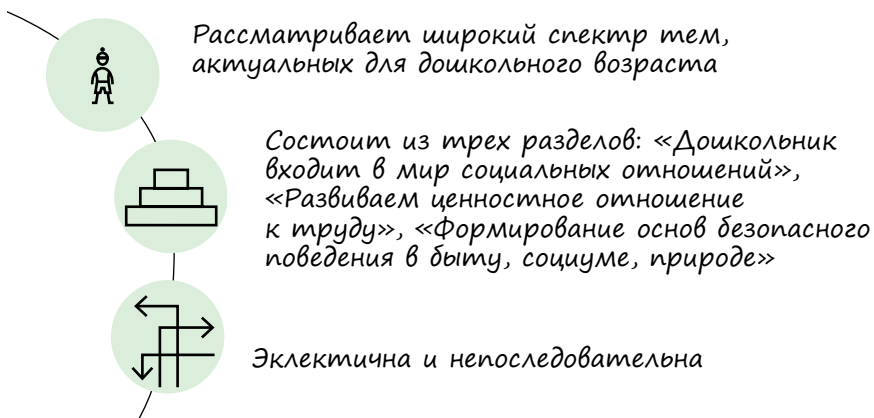 Рассматривает широкий спектр тем,
актуальных для дошкольного возраста
Состоит из трех разделов: «Дошкольник
входит в мир социальных отношений»,
«Развиваем ценностное отношение
к труду», «Формирование основ безопасного
поведения в быту, социуме, природе»
Эклектична и непоследовательна